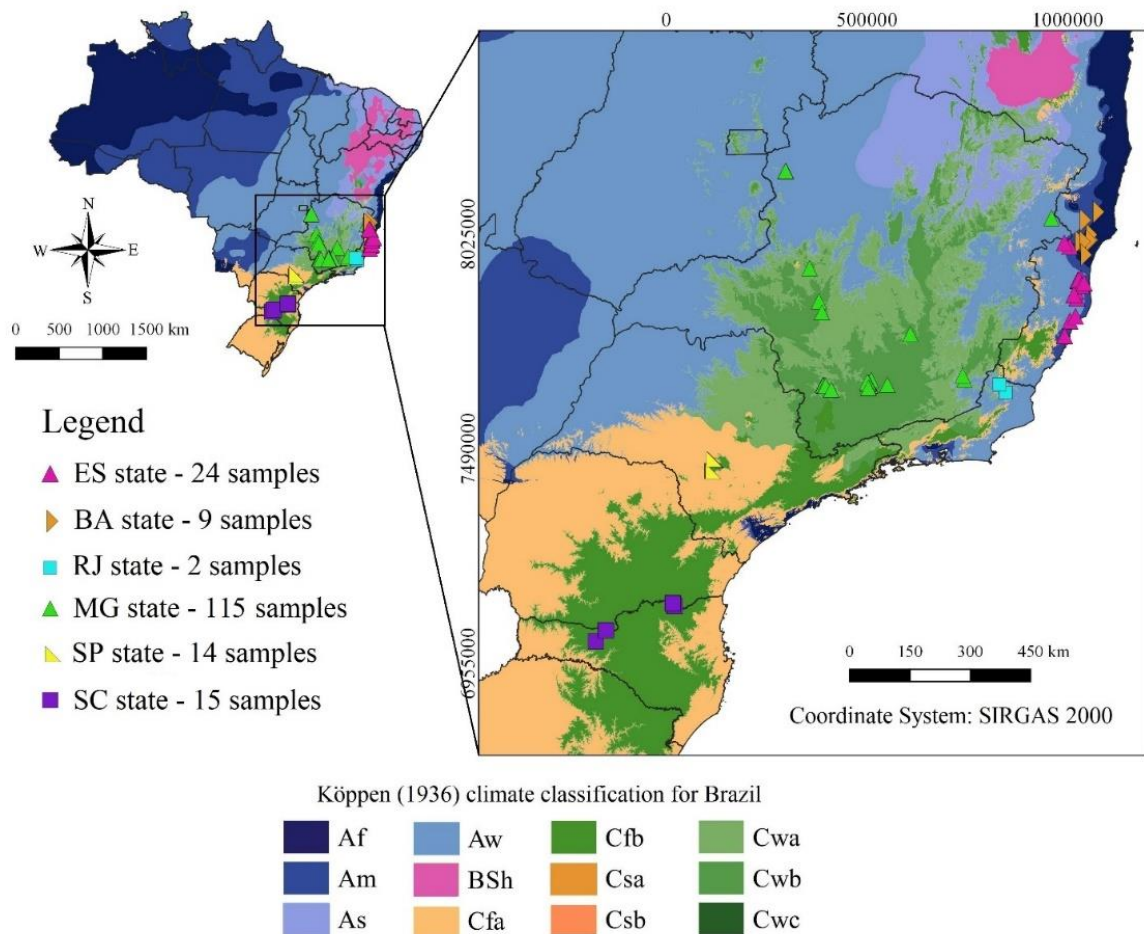 0 500000 1000000
N
W E
S
0 500 1000 1500 km
8025000
7490000
6955000
Legend
ES state - 24 samples
BA state - 9 samples
RJ state - 2 samples
MG state - 115 samples
SP state - 14 samples
SC state - 15 samples
0 150 300 450 km
Coordinate System: SIRGAS 2000
Köppen (1936) climate classification for Brazil
Af Aw Cfb Cwa
Am BSh Csa Cwb
As Cfa Csb Cwc